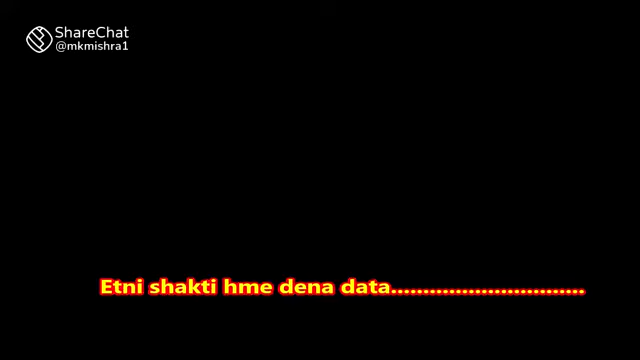 ShareChat
@mkmishra1
Etni shakti hme dena data..............................